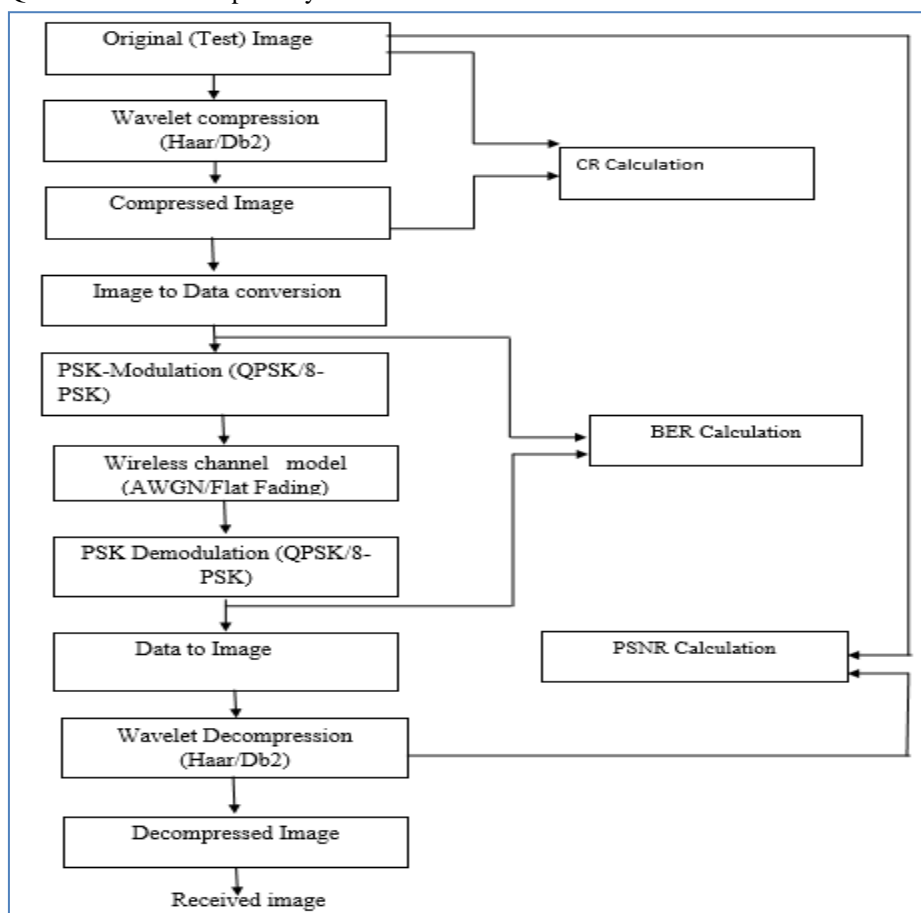 Original (Test) Image
Wavelet compression
(Haar/Db2)
CR Calculation
Compressed Image
Image to Data conversion
PSK-Modulation (QPSK/8-
PSK)
BER Calculation
Wireless channel model
(AWGN/Flat Fading)
PSK Demodulation (QPSK/8-
PSK)
Data to Image
PSNR Calculation
Wavelet Decompression
(Haar/Db2)
Decompressed Image
Received image